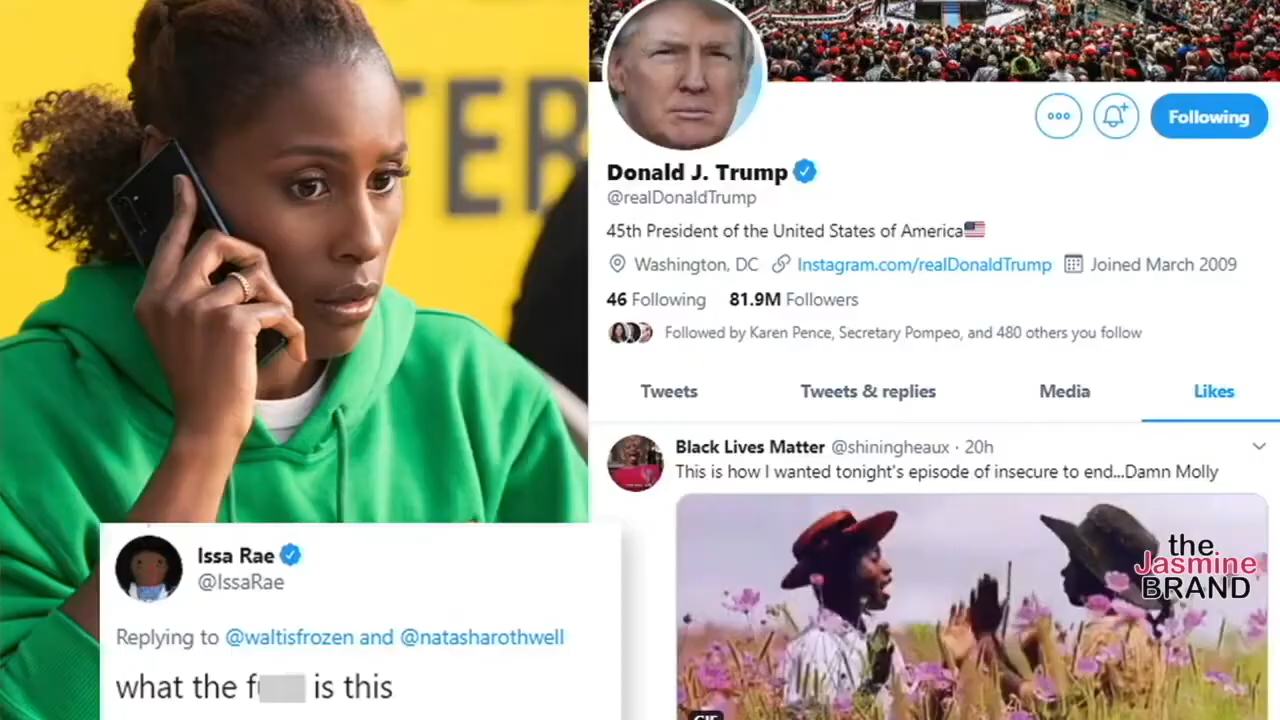 TER
Donald J. Trump
@realDonaldTrump
Following
45th President of the United States of America
Washington, DC Instagram.com/realDonaldTrump Joined March 2009
46 Following 81.9M Followers
Followed by Karen Pence, Secretary Pompeo, and 480 others you follow
Tweets Tweets & replies Media Likes
Black Lives Matter @shiningheaux · 20h
This is how I wanted tonight's episode of insecure to end...Damn Molly
the
Jasmine
BRAND
GIF
Issa Rae
@IssaRae
Replying to @waltisfrozen and @natasharothwell
what the f is this